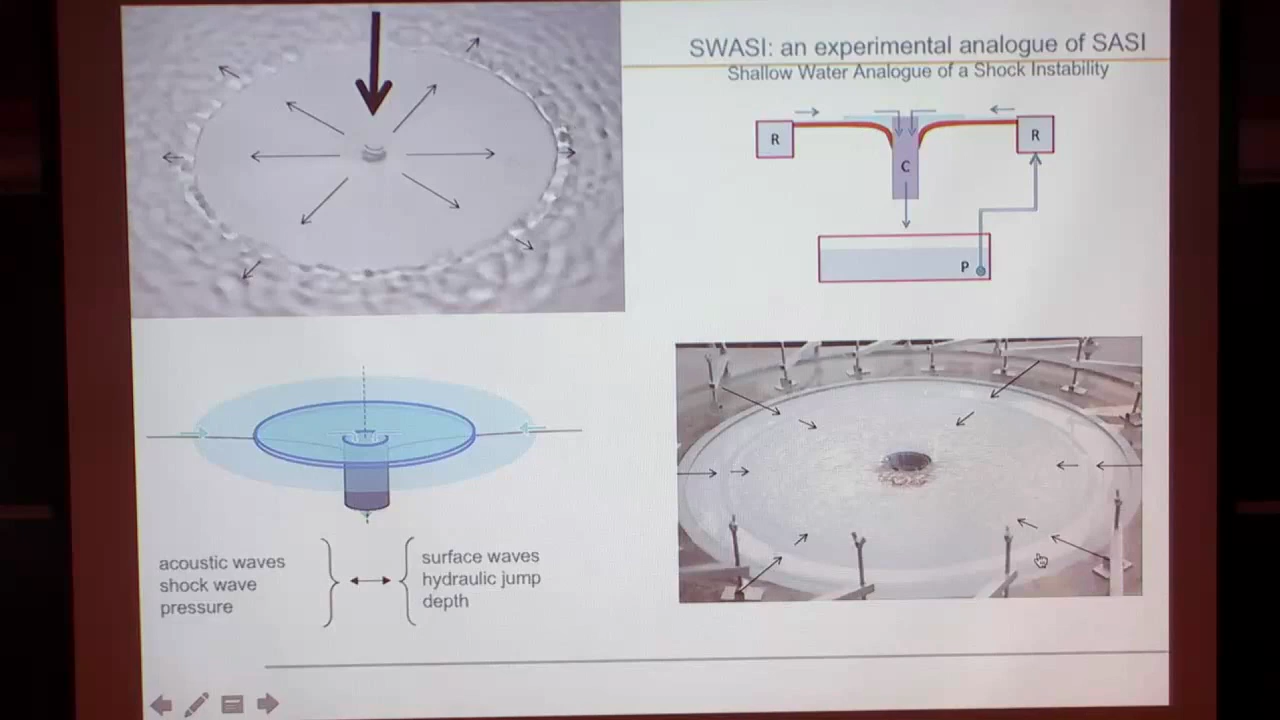 SWASI: an experimental analogue of SASI
Shallow Water Analogue of a Shock Instability
R
R
C
P
acoustic waves
shock wave
pressure
surface waves
hydraulic jump
depth